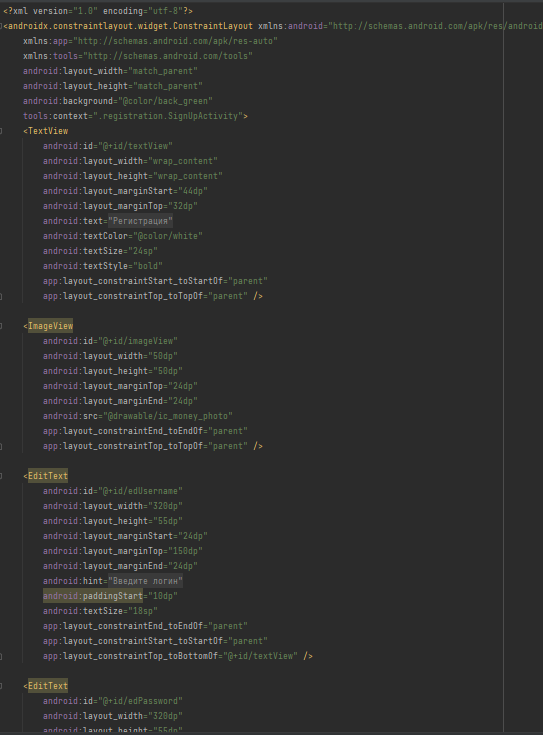 <?xml version="1.0" encoding="utf-8"?>
<androidx.constraintlayout.widget.ConstraintLayout xmlns:android="http://schemas.android.com/apk/res/android
xmlns:app="http://schemas.android.com/apk/res-auto"
xmlns:tools="http://schemas.android.com/tools"
android:layout_width="match_parent"
android:layout_height="match_parent"
android:background="@color/back_green"
tools:context=".registration.SignUpActivity">
<TextView
android:id="@+id/textView"
android:layout_width="wrap_content"
android:layout_height="wrap_content"
android:layout_marginStart="44dp"
android:layout_marginTop="32dp"
android:text="Регистрация"
android:textColor="@color/white"
android:textSize="24sp"
android:textStyle="bold"
app:layout_constraintStart_toStartOf="parent"
app:layout_constraintTop_toTopOf="parent" />
<ImageView
android:id="@+id/imageView"
android:layout_width="50dp"
android:layout_height="50dp"
android:layout_marginTop="24dp"
android:layout_marginEnd="24dp"
android:src="@drawable/ic_money_photo"
app:layout_constraintEnd_toEndOf="parent"
app:layout_constraintTop_toTopOf="parent" />
<EditText
android:id="@+id/edUsername"
android:layout_width="320dp"
android:layout_height="55dp"
android:layout_marginStart="24dp"
android:layout_marginTop="150dp"
android:layout_marginEnd="24dp"
android:hint="Введите логин"
android:paddingStart="10dp"
android:textSize="18sp"
app:layout_constraintEnd_toEndOf="parent"
app:layout_constraintStart_toStartOf="parent"
app:layout_constraintTop_toBottomOf="@+id/textView" />
<EditText
android:id="@+id/edPassword"
android:layout_width="320dp"
android:layout_height="55dp"